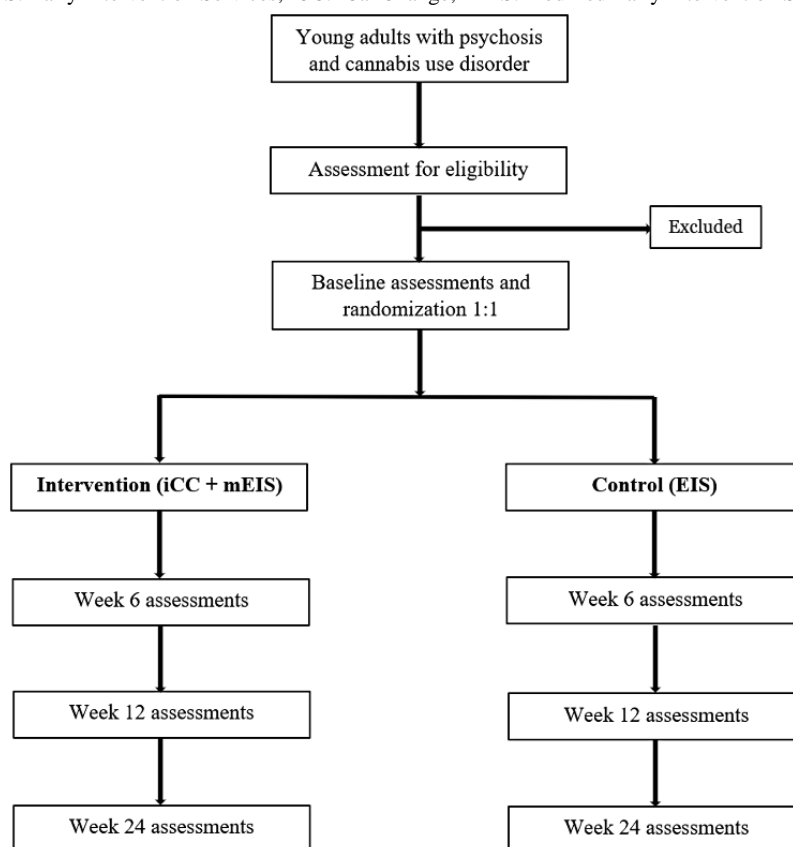 Young adults with psychosis
and cannabis use disorder
Assessment for eligibility
Excluded
Baseline assessments and
randomization 1:1
Intervention (iCC + mEIS)
Control (EIS)
Week 6 assessments
Week 6 assessments
Week 12 assessments
Week 12 assessments
Week 24 assessments
Week 24 assessments